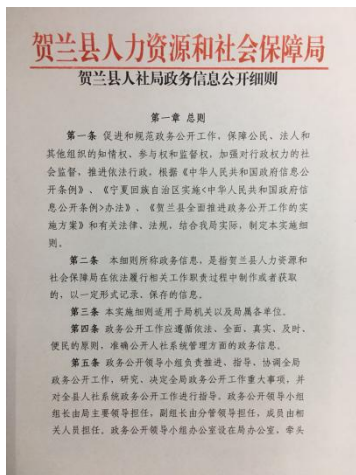 贺兰县人力资源和社会保障局
贺兰县人社局政务信息公开细则
第一章 总则
第一条 促进和规范政务公开工作，保障公民、法人和
其他组织的知情权、参与权和监督权，加强对行政权力的社
会监督，推进依法行政，根据《中华人民共和国政府信息公
开条例》、《宁夏回族自治区实施<中华人民共和国政府信
息公开条例>办法》、《贺兰县全面推进政务公开工作的实
施方案》和有关法律、法规，结合我局实际，制定本实施细
则。
第二条 本细则所称政务信息，是指贺兰县人力资源和
社会保障局在依法履行相关工作职责过程中制作或者获取
的，以一定形式记录、保存的信息。
第三条 本实施细则适用于局机关以及局属各单位。
第四条 政务公开工作应遵循依法、全面、真实、及时、
便民的原则，准确公开人社系统管理方面的政务信息。
第五条 政务公开领导小组负责推进、指导、协调全局
政务公开工作，研究、决定全局政务公开工作重大事项，并
对全县人社系统政务公开工作进行指导。政务公开领导小组
组长由局主要领导担任，副组长由分管领导担任，成员由相
关人员担任。政务公开领导小组办公室设在局办公室，牵头